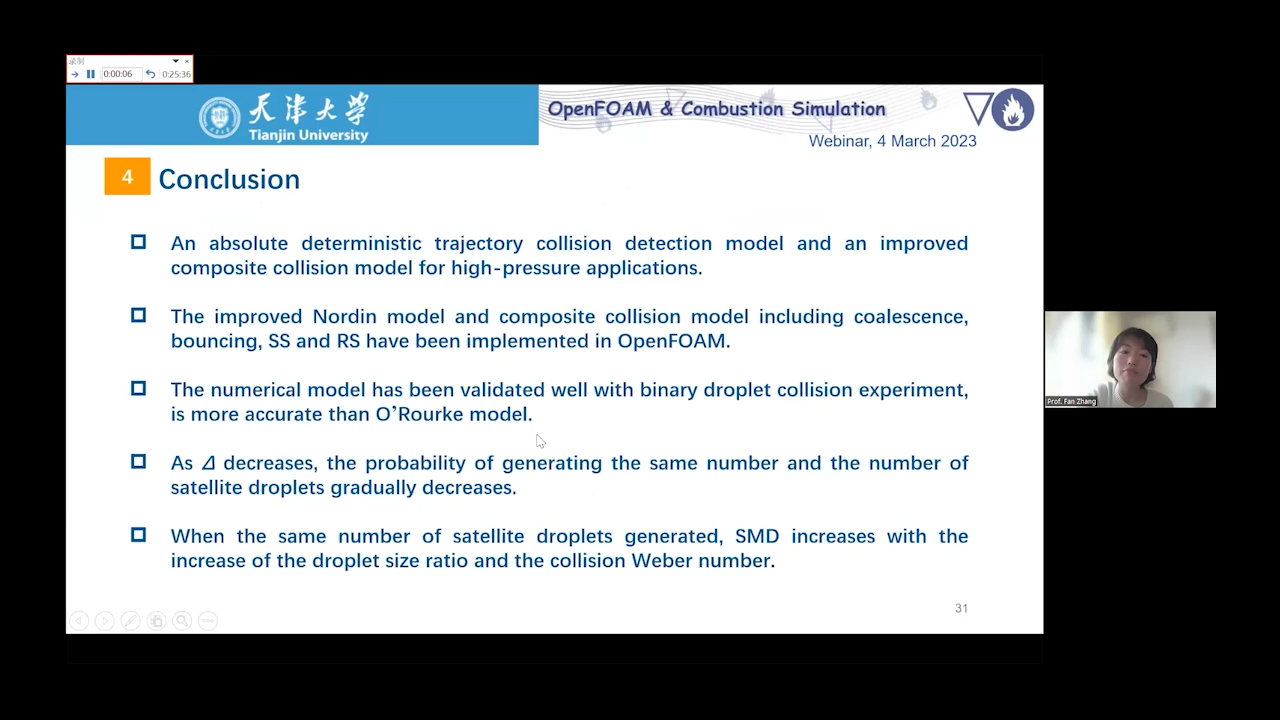 录制
0:00:06
0:25:36
天津大学
Tianjin University
OpenFOAM & Combustion Simulation
Webinar, 4 March 2023
4
Conclusion
An absolute deterministic trajectory collision detection model and an improved
composite collision model for high-pressure applications.
The improved Nordin model and composite collision model including coalescence,
bouncing, SS and RS have been implemented in OpenFOAM.
The numerical model has been validated well with binary droplet collision experiment,
is more accurate than O’Rourke model.
As Δ decreases, the probability of generating the same number and the number of
satellite droplets gradually decreases.
When the same number of satellite droplets generated, SMD increases with the
increase of the droplet size ratio and the collision Weber number.
31
Prof. Fan Zhang